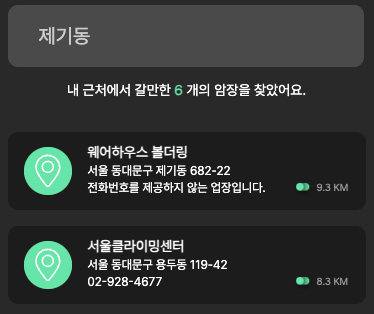 제기동
내 근처에서 갈만한 6 개의 암장을 찾았어요.
웨어하우스 볼더링
서울 동대문구 제기동 682-22
전화번호를 제공하지 않는 업장입니다.
9.3 KM
서울클라이밍센터
서울 동대문구 용두동 119-42
02-928-4677
8.3 KM